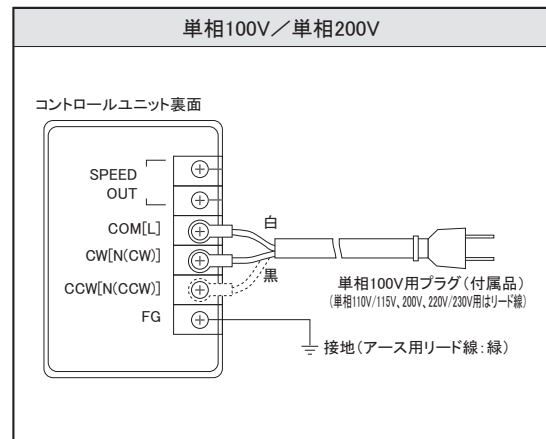 単相100V／単相200V
コントロールユニット裏面
SPEED
OUT
COM[L]
白
CW[N(CW)]
黒
CCW[N(CCW)]
単相100V用プラグ(付属品)
(単相110V/115V、200V、220V/230V用はリード線)
FG
接地(アース用リード線:緑)